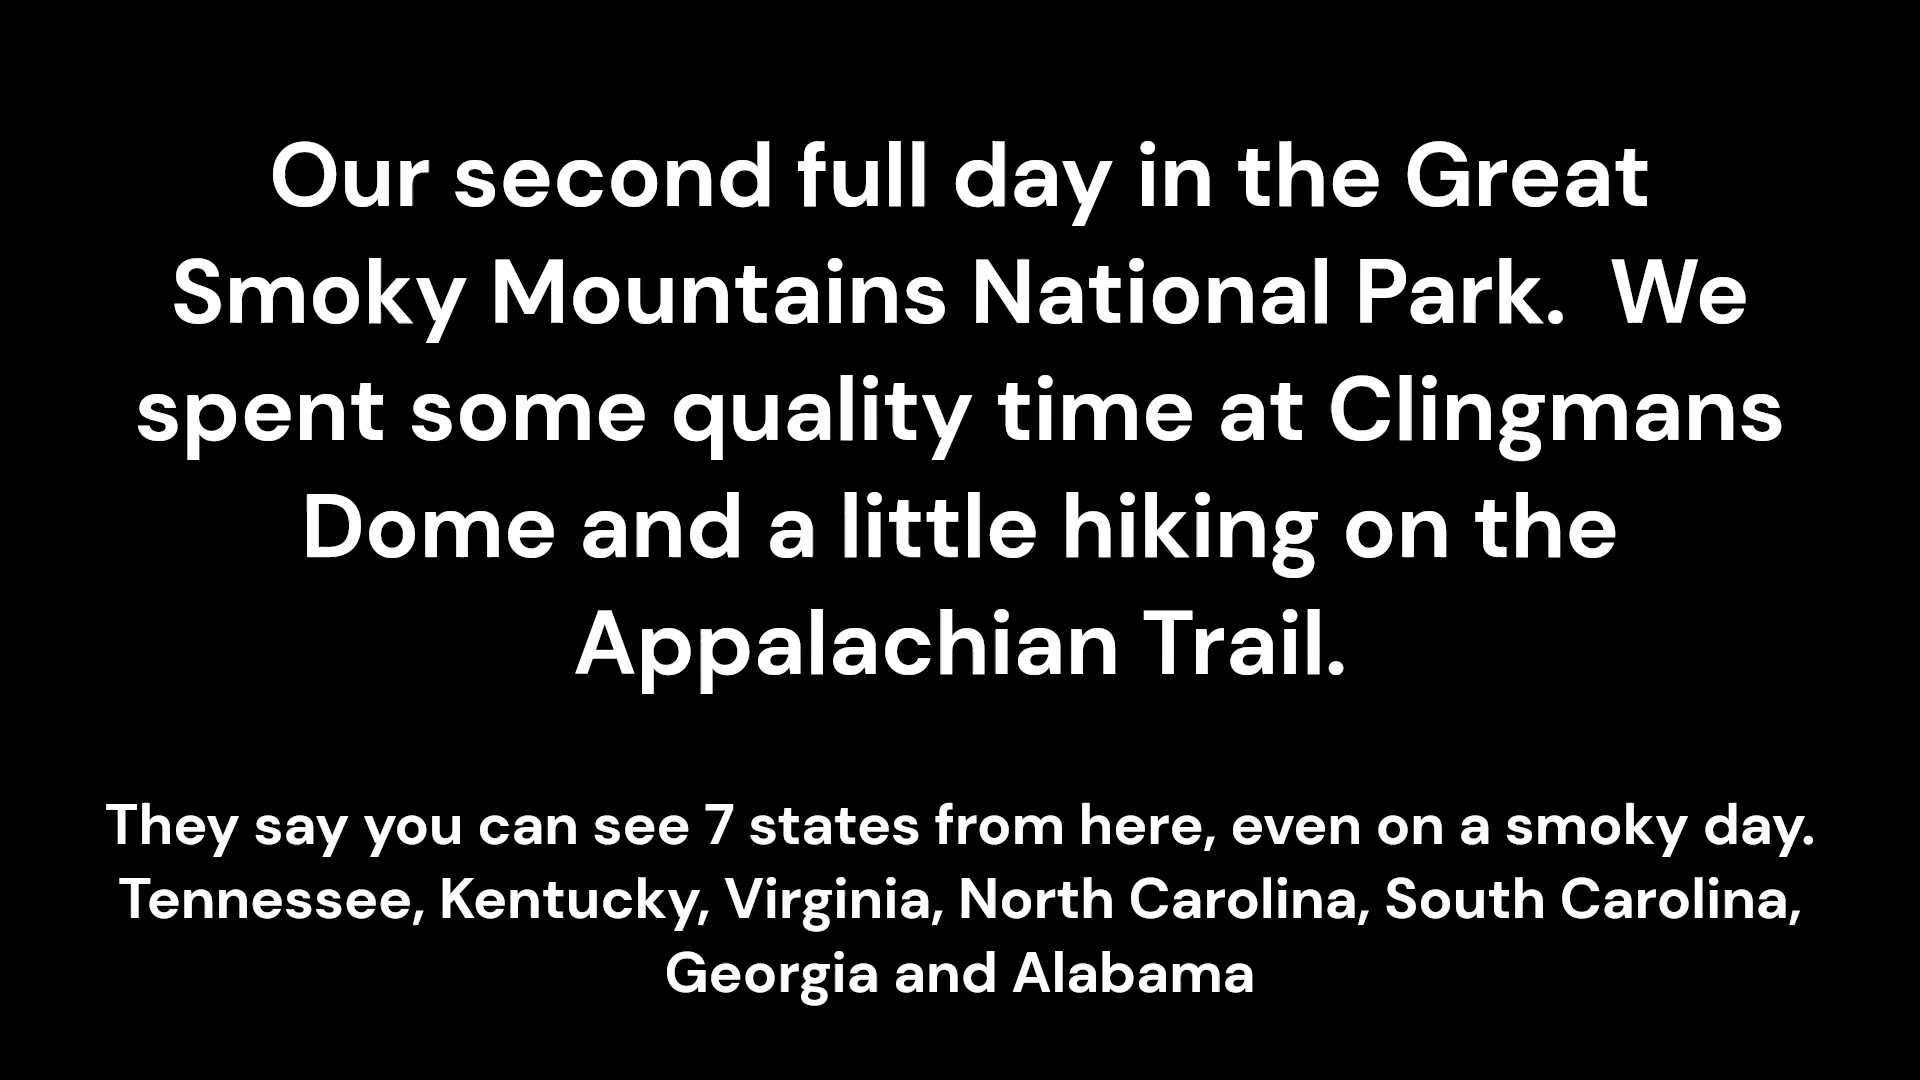 Our second full day in the Great
Smoky Mountains National Park.  We
spent some quality time at Clingmans
Dome and a little hiking on the
Appalachian Trail.
They say you can see 7 states from here, even on a smoky day.
Tennessee, Kentucky, Virginia, North Carolina, South Carolina,
Georgia and Alabama